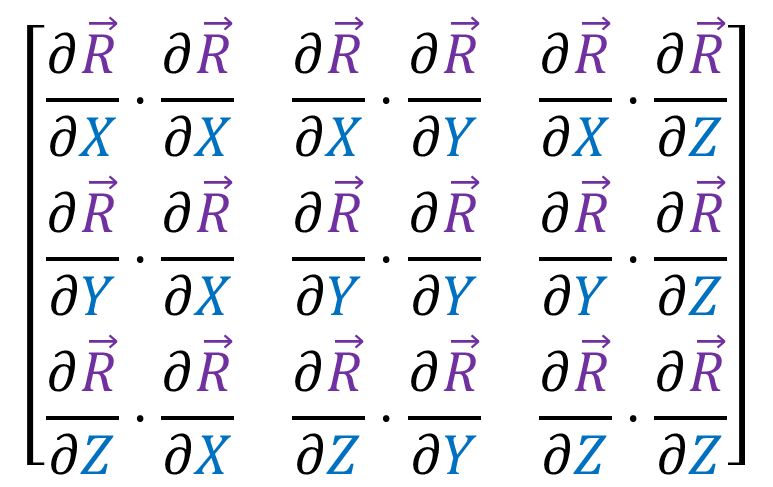 ∂R⃗/∂X · ∂R⃗/∂X  ∂R⃗/∂X · ∂R⃗/∂Y  ∂R⃗/∂X · ∂R⃗/∂Z
∂R⃗/∂Y · ∂R⃗/∂X  ∂R⃗/∂Y · ∂R⃗/∂Y  ∂R⃗/∂Y · ∂R⃗/∂Z
∂R⃗/∂Z · ∂R⃗/∂X  ∂R⃗/∂Z · ∂R⃗/∂Y  ∂R⃗/∂Z · ∂R⃗/∂Z